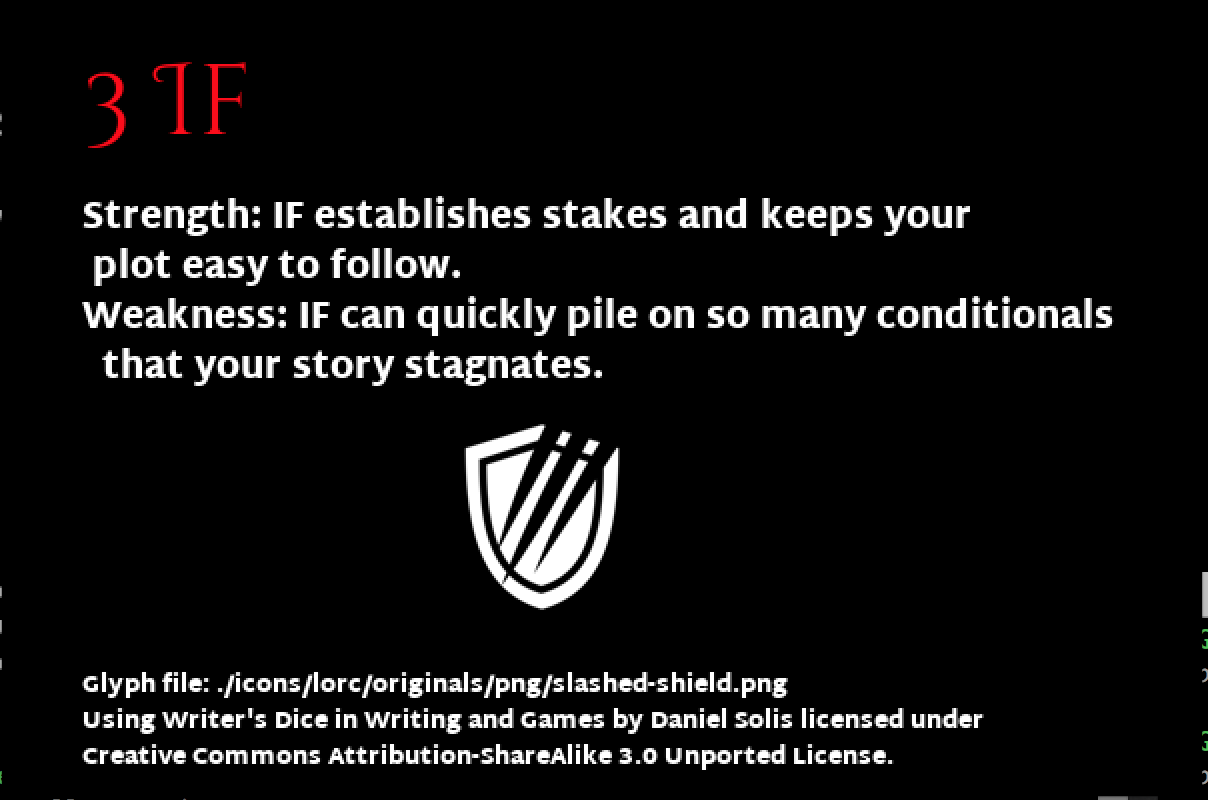 3 IF
Strength: IF establishes stakes and keeps your
plot easy to follow.
Weakness: IF can quickly pile on so many conditionals
that your story stagnates.
Glyph file: ./icons/lorc/originals/png/slashed-shield.png
Using Writer's Dice in Writing and Games by Daniel Solis licensed under
Creative Commons Attribution-ShareAlike 3.0 Unported License.